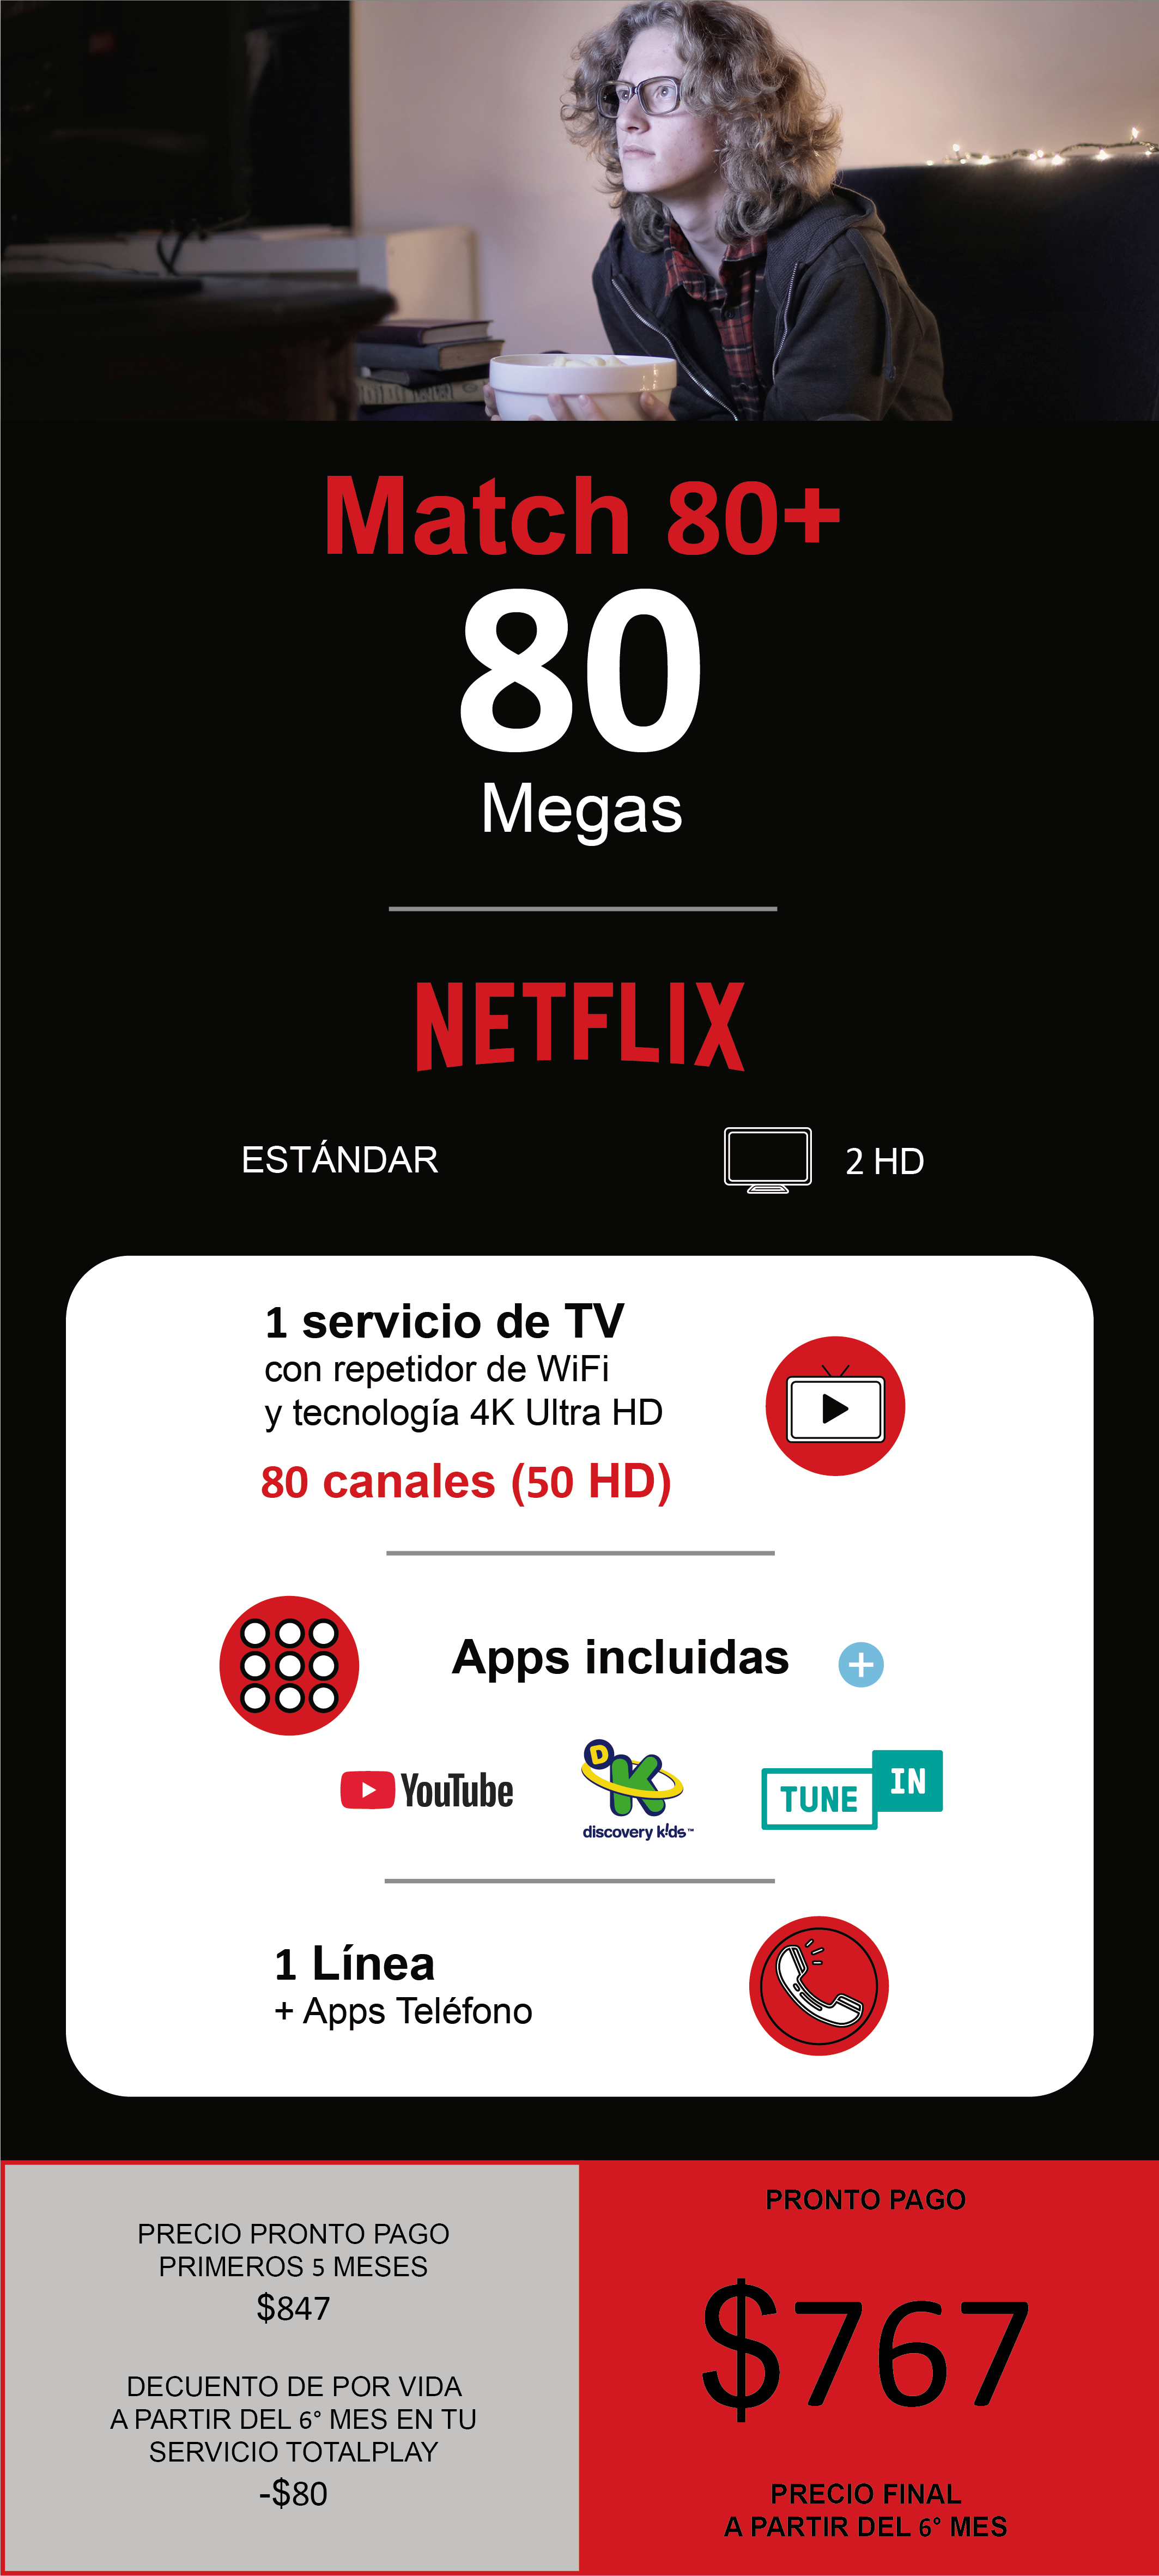 Match 80+
80
Megas
NETFLIX
ESTÁNDAR
2 HD
1 servicio de TV
con repetidor de WiFi
y tecnología 4K Ultra HD
80 canales (50 HD)
Apps incluidas +
YouTube
D K
discovery k!ds™
TUNE IN
1 Línea
+ Apps Teléfono
PRECIO PRONTO PAGO
PRIMEROS 5 MESES
$847
DECUENTO DE POR VIDA
A PARTIR DEL 6° MES EN TU
SERVICIO TOTALPLAY
-$80
PRONTO PAGO
$767
PRECIO FINAL
A PARTIR DEL 6° MES